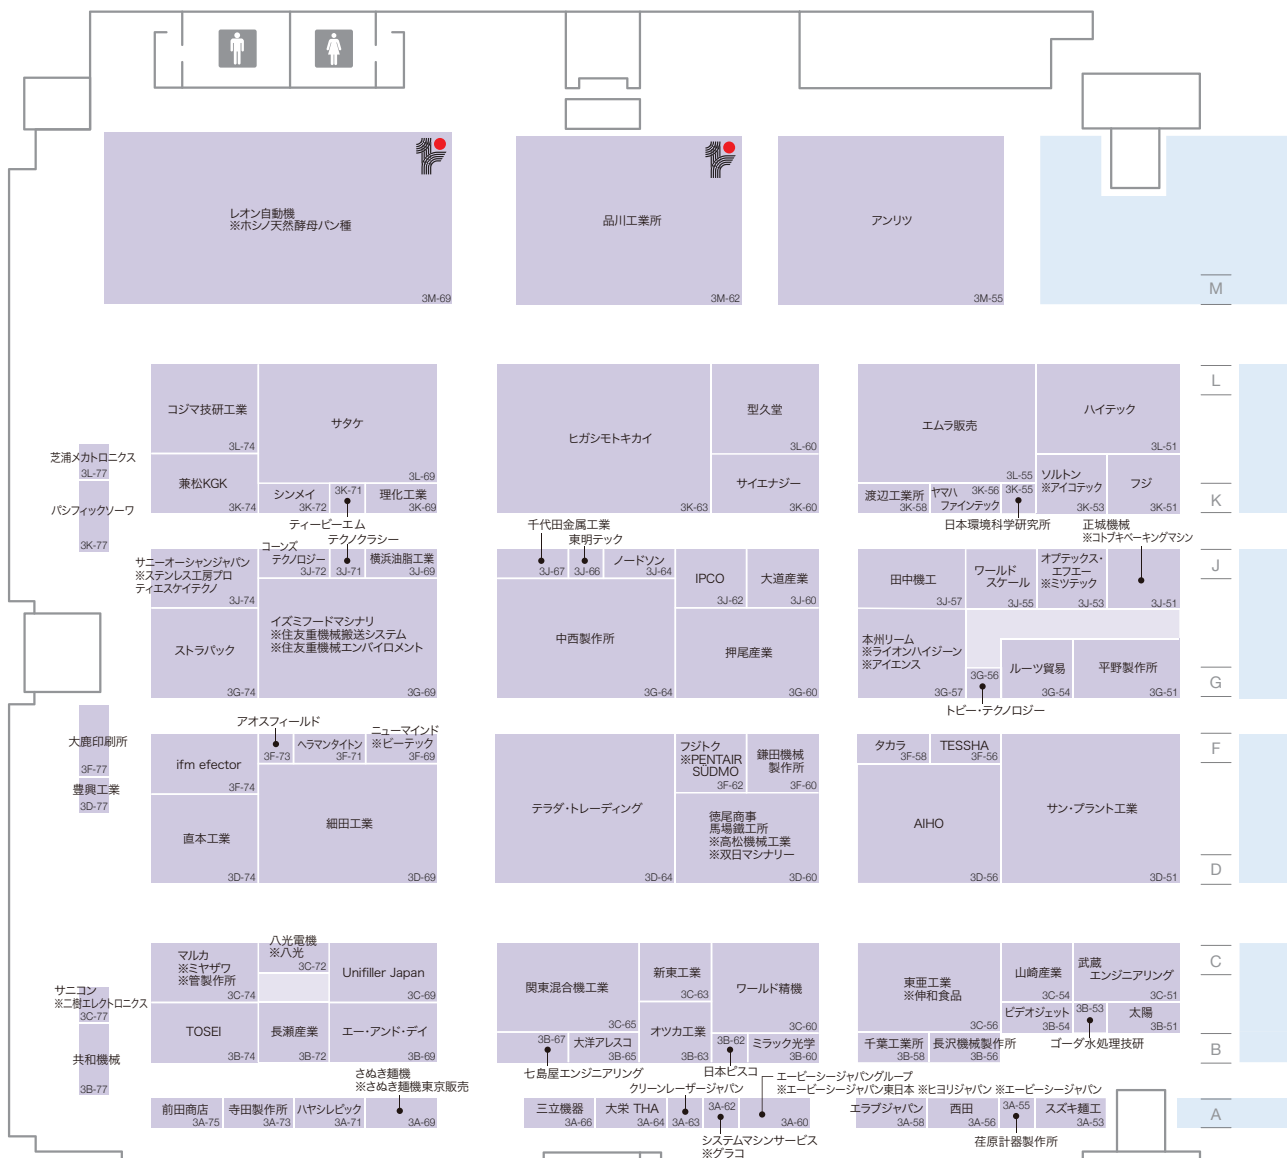 レオン自動機
※ホシノ天然酵母パン種
3M-69
品川工業所
3M-62
アンリツ
3M-55
M
コジマ技研工業
3L-74
サタケ
3L-69
ヒガシモトキカイ
3K-63
型久堂
3L-60
エムラ販売
3L-55
ハイテック
3L-51
L
芝浦メカトロニクス
3L-77
パシフィックソーワ
3K-77
兼松KGK
3K-74
シンメイ
3K-72
3K-71
ティーピーエム
理化工業
3K-69
サイエナジー
3K-60
渡辺工業所
3K-58
ヤマハ
ファインテック
3K-56
3K-55
日本環境科学研究所
ソルトン
※アイコテック
3K-53
フジ
3K-51
K
サニーオーシャンジャパン
※ステンレス工房プロ
ティエスケイテクノ
3J-74
コーンズ
テクノロジー
3J-72
テクノクラシー
3J-71
横浜油脂工業
3J-69
千代田金属工業
3J-67
東明テック
3J-66
ノードソン
3J-64
IPCO
3J-62
大道産業
3J-60
田中機工
3J-57
ワールド
スケール
3J-55
オプテックス・
エフエー
※ミツテック
3J-53
正城機械
※コトブキベーキングマシン
3J-51
J
ストラパック
3G-74
イズミフードマシナリ
※住友重機械搬送システム
※住友重機械エンバイロメント
3G-69
中西製作所
3G-64
押尾産業
3G-60
本州リーム
※ライオンハイジーン
※アイエンス
3G-57
3G-56
トビー・テクノロジー
ルーツ貿易
3G-54
平野製作所
3G-51
G
大鹿印刷所
3F-77
豊興工業
3D-77
ifm efector
3F-74
アオスフィールド
3F-73
ヘラマンタイトン
3F-71
ニューマインド
※ビーテック
3F-69
テラダ・トレーディング
3D-64
フジトク
※PENTAIR
SÜDMO
3F-62
鎌田機械
製作所
3F-60
タカラ
3F-58
TESSHA
3F-56
サン・プラント工業
3D-51
F
直本工業
3D-74
細田工業
3D-69
徳尾商事
馬場鐵工所
※高松機械工業
※双日マシナリー
3D-60
AIHO
3D-56
D
サニコン
※二樹エレクトロニクス
3C-77
共和機械
3B-77
マルカ
※ミヤザワ
※管製作所
3C-74
八光電機
※八光
3C-72
Unifiller Japan
3C-69
関東混合機工業
3C-65
新東工業
3C-63
ワールド精機
3C-60
東亜工業
※伸和食品
3C-56
山崎産業
3C-54
武蔵
エンジニアリング
3C-51
C
TOSEI
3B-74
長瀬産業
3B-72
エー・アンド・デイ
3B-69
3B-67
七島屋エンジニアリング
大洋アレスコ
3B-65
オツカ工業
3B-63
3B-62
日本ビスコ
ミラック光学
3B-60
千葉工業所
3B-58
長沢機械製作所
3B-56
ビデオジェット
3B-54
3B-53
ゴーダ水処理技研
太陽
3B-51
B
前田商店
3A-75
寺田製作所
3A-73
ハヤシレピック
3A-71
さぬき麺機
※さぬき麺機東京販売
3A-69
三立機器
3A-66
大栄 THA
3A-64
クリーンレーザージャパン
3A-63
3A-62
システムマシンサービス
※グラコ
エービーシージャパングループ
※エービーシージャパン東日本 ※ヒヨリジャパン ※エービーシージャパン
3A-60
エラブジャパン
3A-58
西田
3A-56
3A-55
荏原計器製作所
スズキ麺工
3A-53
A